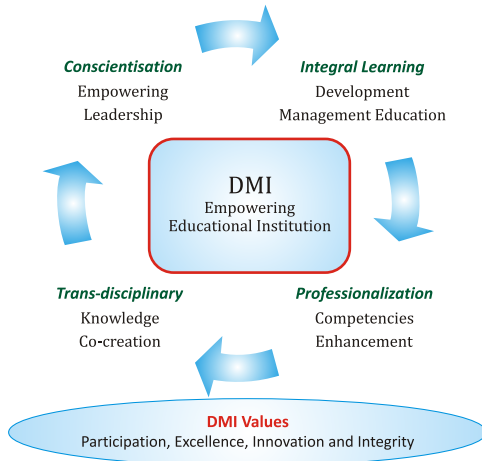 Conscientisation
Empowering
Leadership
Integral Learning
Development
Management Education
DMI
Empowering
Educational Institution
Trans-disciplinary
Knowledge
Co-creation
Professionalization
Competencies
Enhancement
DMI Values
Participation, Excellence, Innovation and Integrity